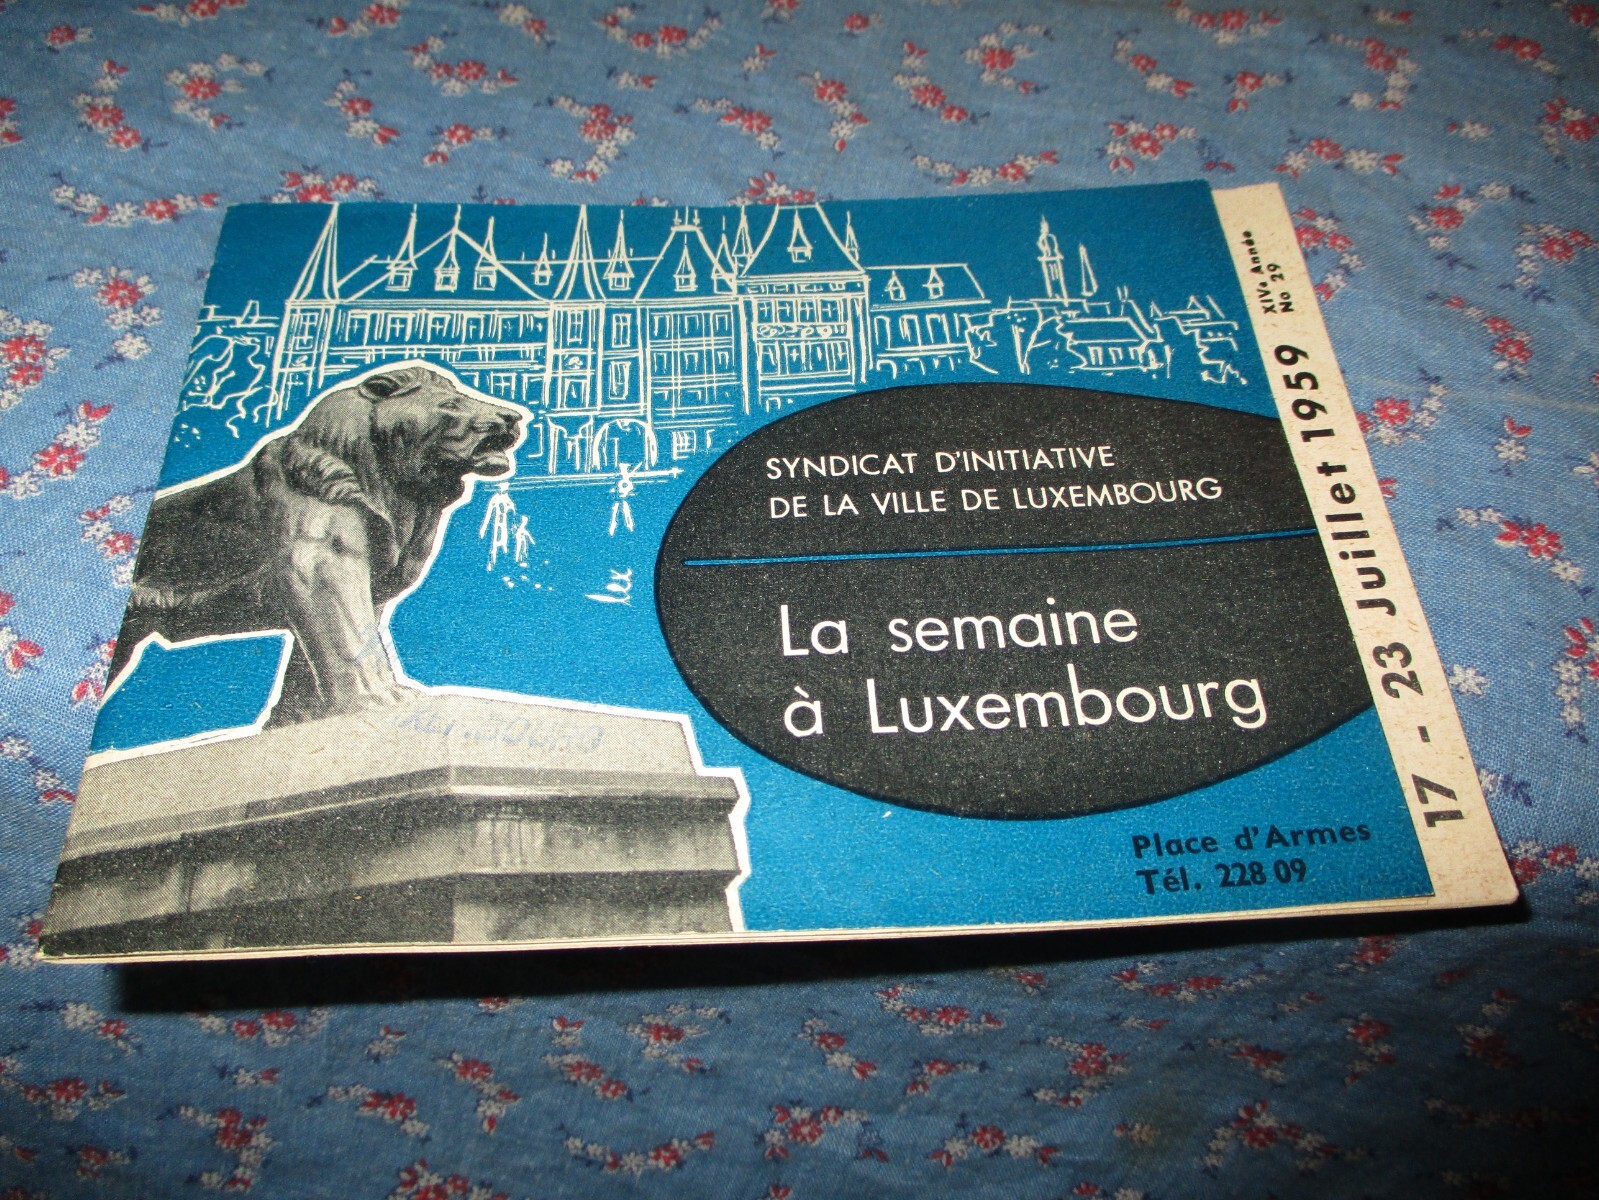 SYNDICAT D'INITIATIVE
DE LA VILLE DE LUXEMBOURG
La semaine
à Luxembourg
Place d'Armes
Tél. 228 09
17 - 23 Juillet 1959
XIVe Année
No 29
lex